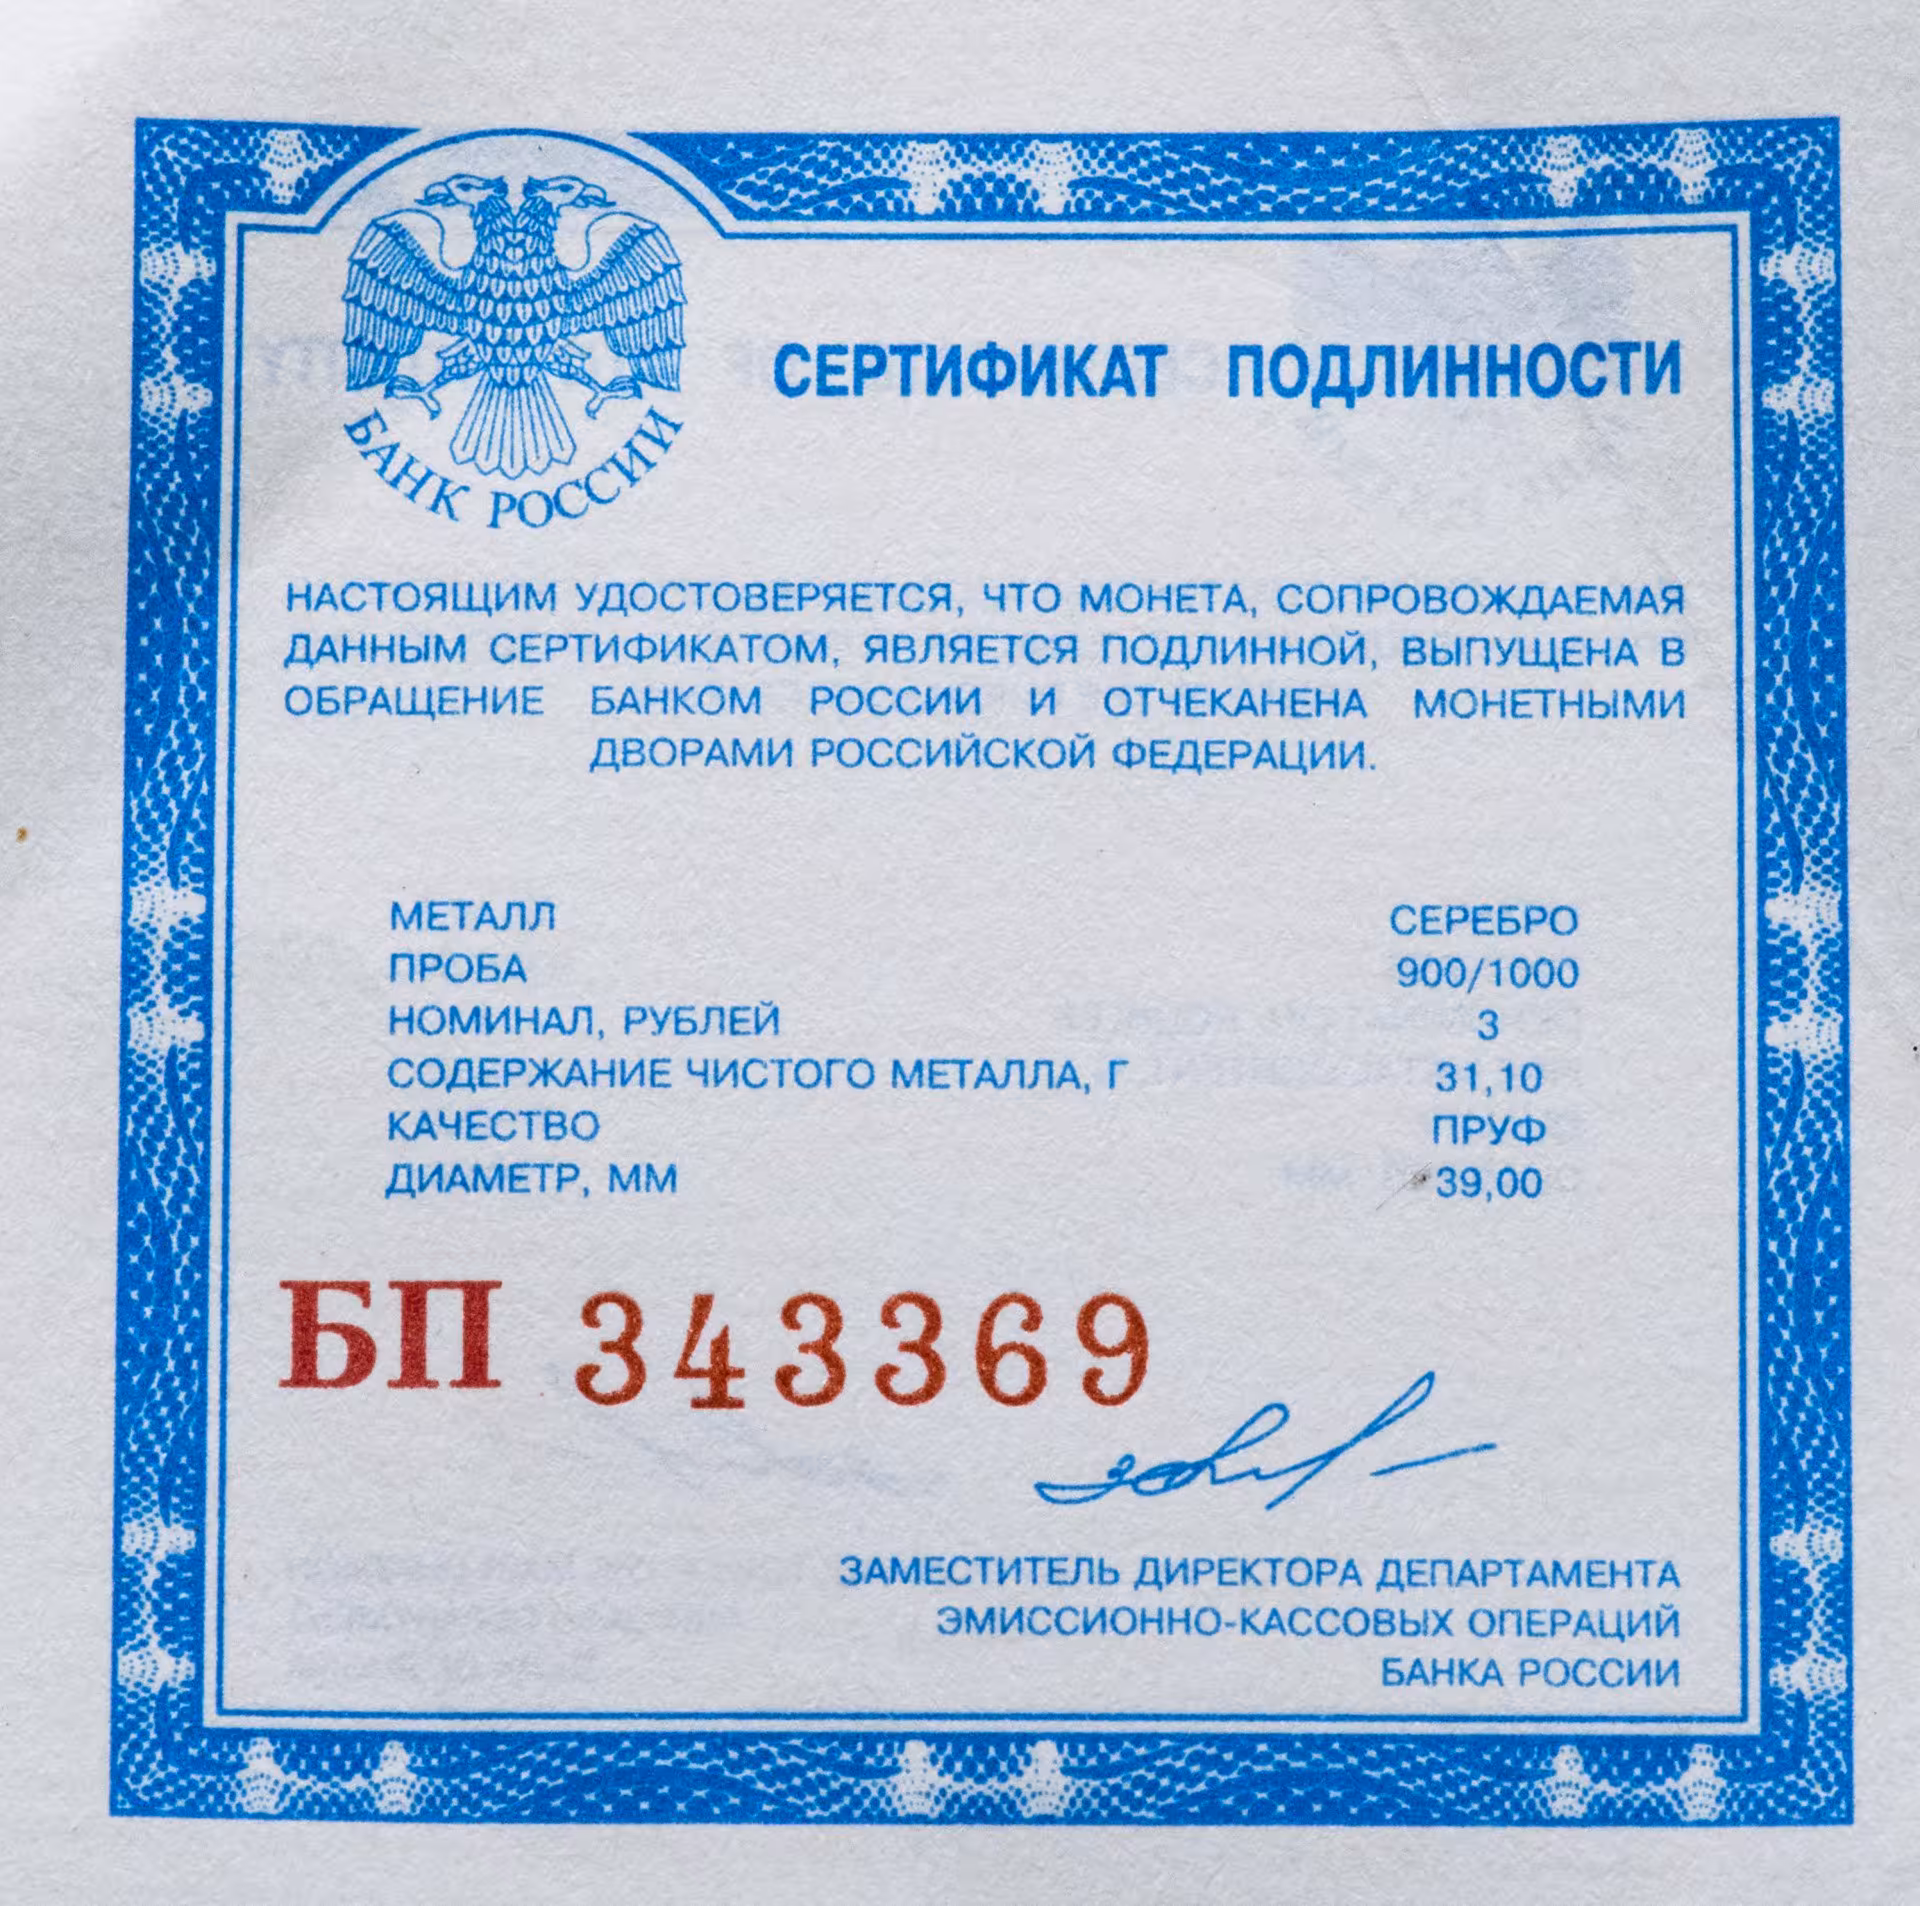 БАНК РОССИИ
СЕРТИФИКАТ ПОДЛИННОСТИ
НАСТОЯЩИМ УДОСТОВЕРЯЕТСЯ, ЧТО МОНЕТА, СОПРОВОЖДАЕМАЯ
ДАННЫМ СЕРТИФИКАТОМ, ЯВЛЯЕТСЯ ПОДЛИННОЙ, ВЫПУЩЕНА В
ОБРАЩЕНИЕ БАНКОМ РОССИИ И ОТЧЕКАНЕНА МОНЕТНЫМИ
ДВОРАМИ РОССИЙСКОЙ ФЕДЕРАЦИИ.
МЕТАЛЛ СЕРЕБРО
ПРОБА 900/1000
НОМИНАЛ, РУБЛЕЙ 3
СОДЕРЖАНИЕ ЧИСТОГО МЕТАЛЛА, Г 31,10
КАЧЕСТВО ПРУФ
ДИАМЕТР, ММ 39,00
БП 343369
ЗАМЕСТИТЕЛЬ ДИРЕКТОРА ДЕПАРТАМЕНТА
ЭМИССИОННО-КАССОВЫХ ОПЕРАЦИЙ
БАНКА РОССИИ